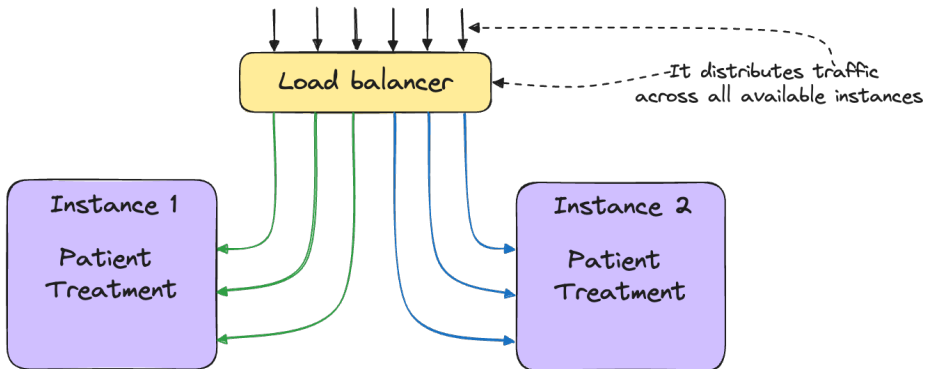 Load balancer
It distributes traffic
across all available instances
Instance 1
Patient
Treatment
Instance 2
Patient
Treatment